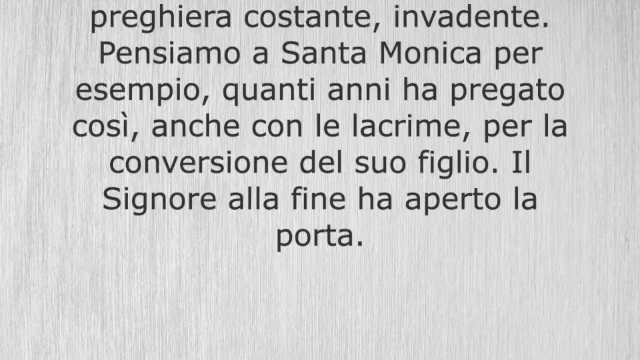 preghiera costante, invadente.
Pensiamo a Santa Monica per
esempio, quanti anni ha pregato
così, anche con le lacrime, per la
conversione del suo figlio. Il
Signore alla fine ha aperto la
porta.